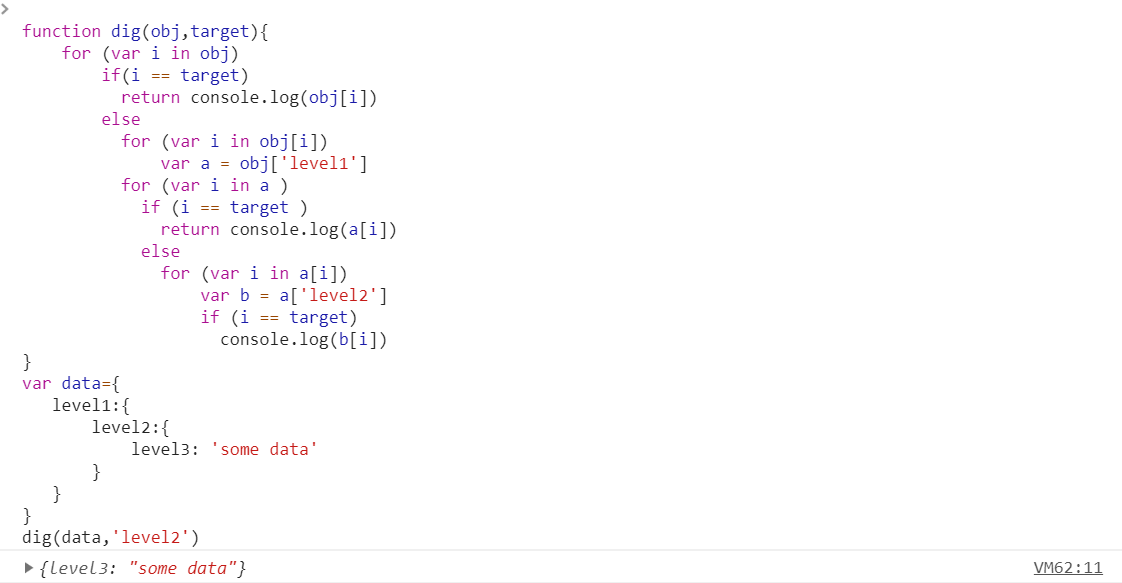 >
function dig(obj,target){
    for (var i in obj)
        if(i == target)
          return console.log(obj[i])
        else
          for (var i in obj[i])
              var a = obj['level1']
          for (var i in a )
            if (i == target )
              return console.log(a[i])
            else
              for (var i in a[i])
                  var b = a['level2']
                  if (i == target)
                    console.log(b[i])
}
var data={
   level1:{
       level2:{
           level3: 'some data'
       }
   }
}
dig(data,'level2')
▶{level3: "some data"} VM62:11